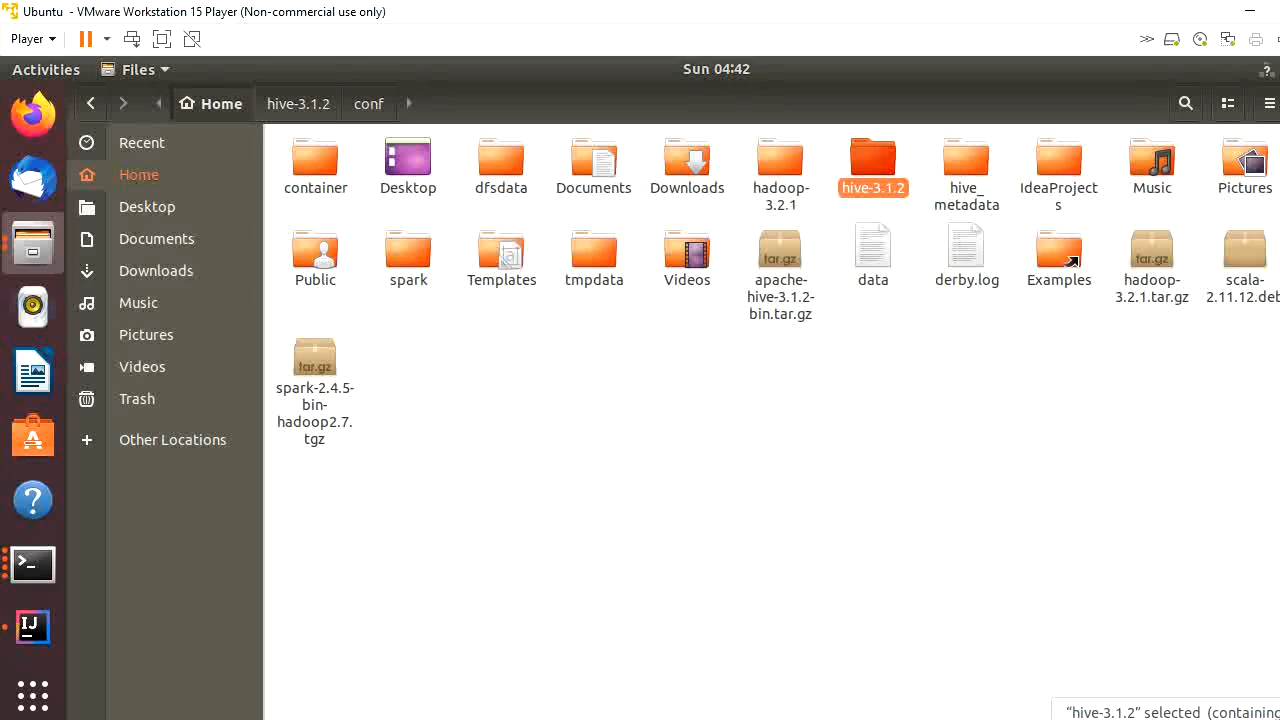 Ubuntu - VMware Workstation 15 Player (Non-commercial use only)
Player
Activities
Files
Sun 04:42
?
Home
hive-3.1.2
conf
Recent
Home
Desktop
Documents
Downloads
Music
Pictures
Videos
Trash
+ Other Locations
container
Desktop
dfsdata
Documents
Downloads
hadoop-
3.2.1
hive-3.1.2
hive_
metadata
IdeaProject
s
Music
Pictures
Public
spark
Templates
tmpdata
Videos
tar.gz
apache-
hive-3.1.2-
bin.tar.gz
data
derby.log
Examples
tar.gz
hadoop-
3.2.1.tar.gz
scala-
2.11.12.deb
tar.gz
spark-2.4.5-
bin-
hadoop2.7.
tgz
?
>_
IJ
A
"hive-3.1.2" selected (containing